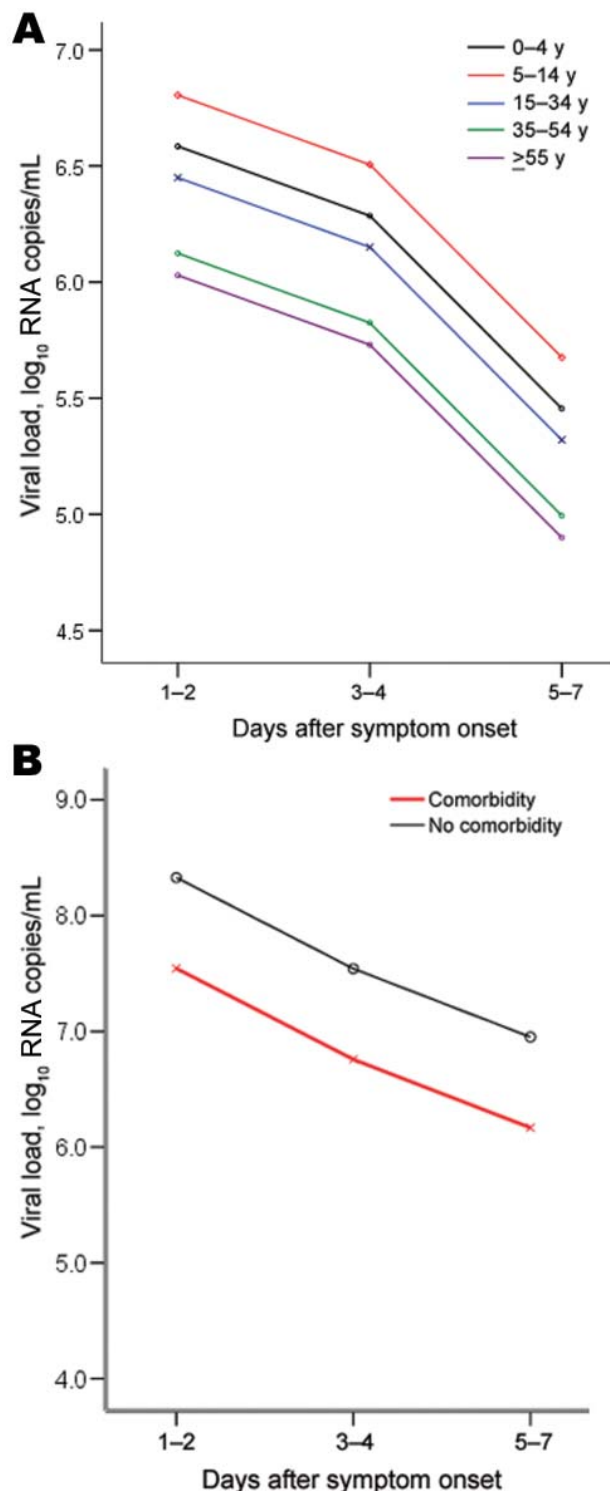 A
7.0
6.5
6.0
5.5
5.0
4.5
Viral load, log₁₀ RNA copies/mL
0–4 y
5–14 y
15–34 y
35–54 y
≥55 y
1–2 3–4 5–7
Days after symptom onset
B
9.0
8.0
7.0
6.0
5.0
4.0
Viral load, log₁₀ RNA copies/mL
Comorbidity
No comorbidity
1–2 3–4 5–7
Days after symptom onset